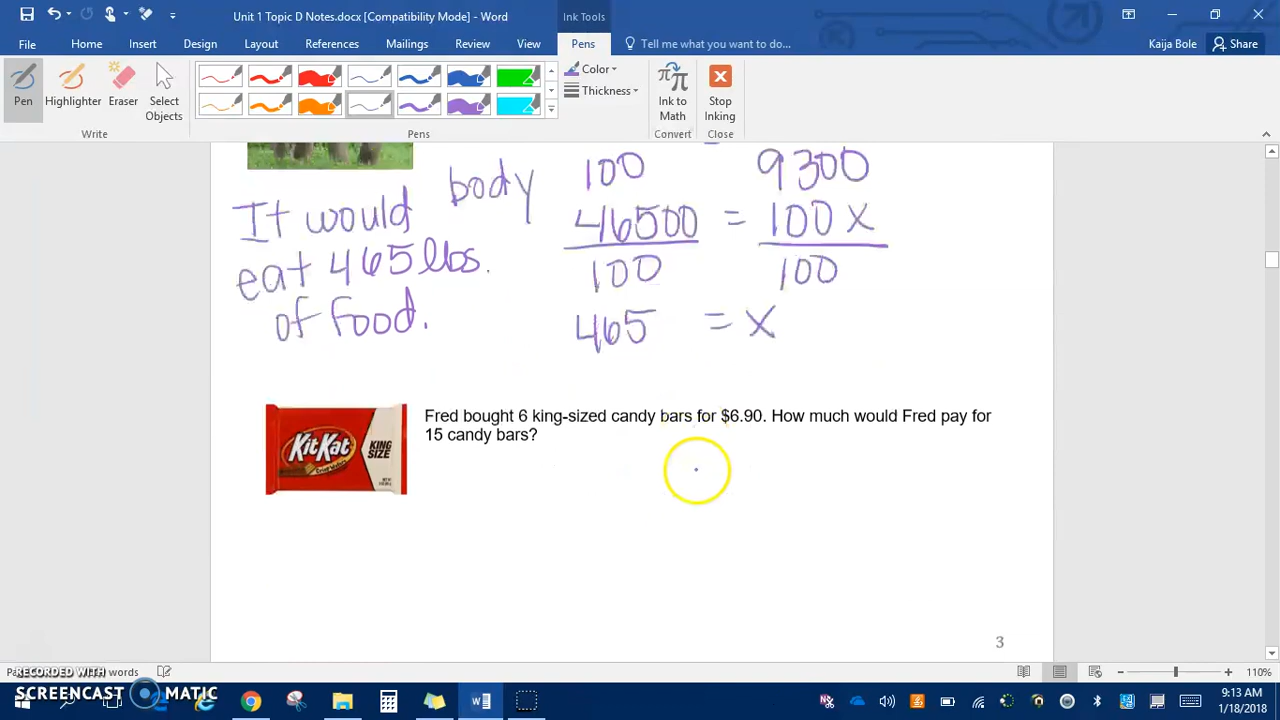 Unit 1 Topic D Notes.docx [Compatibility Mode] - Word
Ink Tools
File Home Insert Design Layout References Mailings Review View Pens Tell me what you want to do... Kaija Bole Share
Pen Highlighter Eraser Select Objects
Color
Thickness
Ink to Math
Stop Inking
Write Pens Convert Close
body 100 9300
It would 46500 = 100 x
eat 465 lbs. 100 100
of food. 465 = x
Fred bought 6 king-sized candy bars for $6.90. How much would Fred pay for
15 candy bars?
KitKat
KING
SIZE
3
words
110%
RECORDED WITH
SCREENCAST MATIC
9:13 AM
1/18/2018